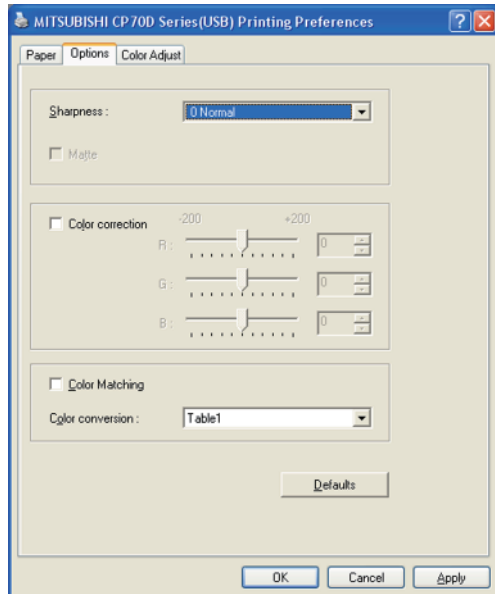 MITSUBISHI CP70D Series(USB) Printing Preferences
Paper Options Color Adjust
Sharpness : 0 Normal
Matte
Color correction -200 +200
R : 0
G : 0
B : 0
Color Matching
Color conversion : Table1
Defaults
OK Cancel Apply